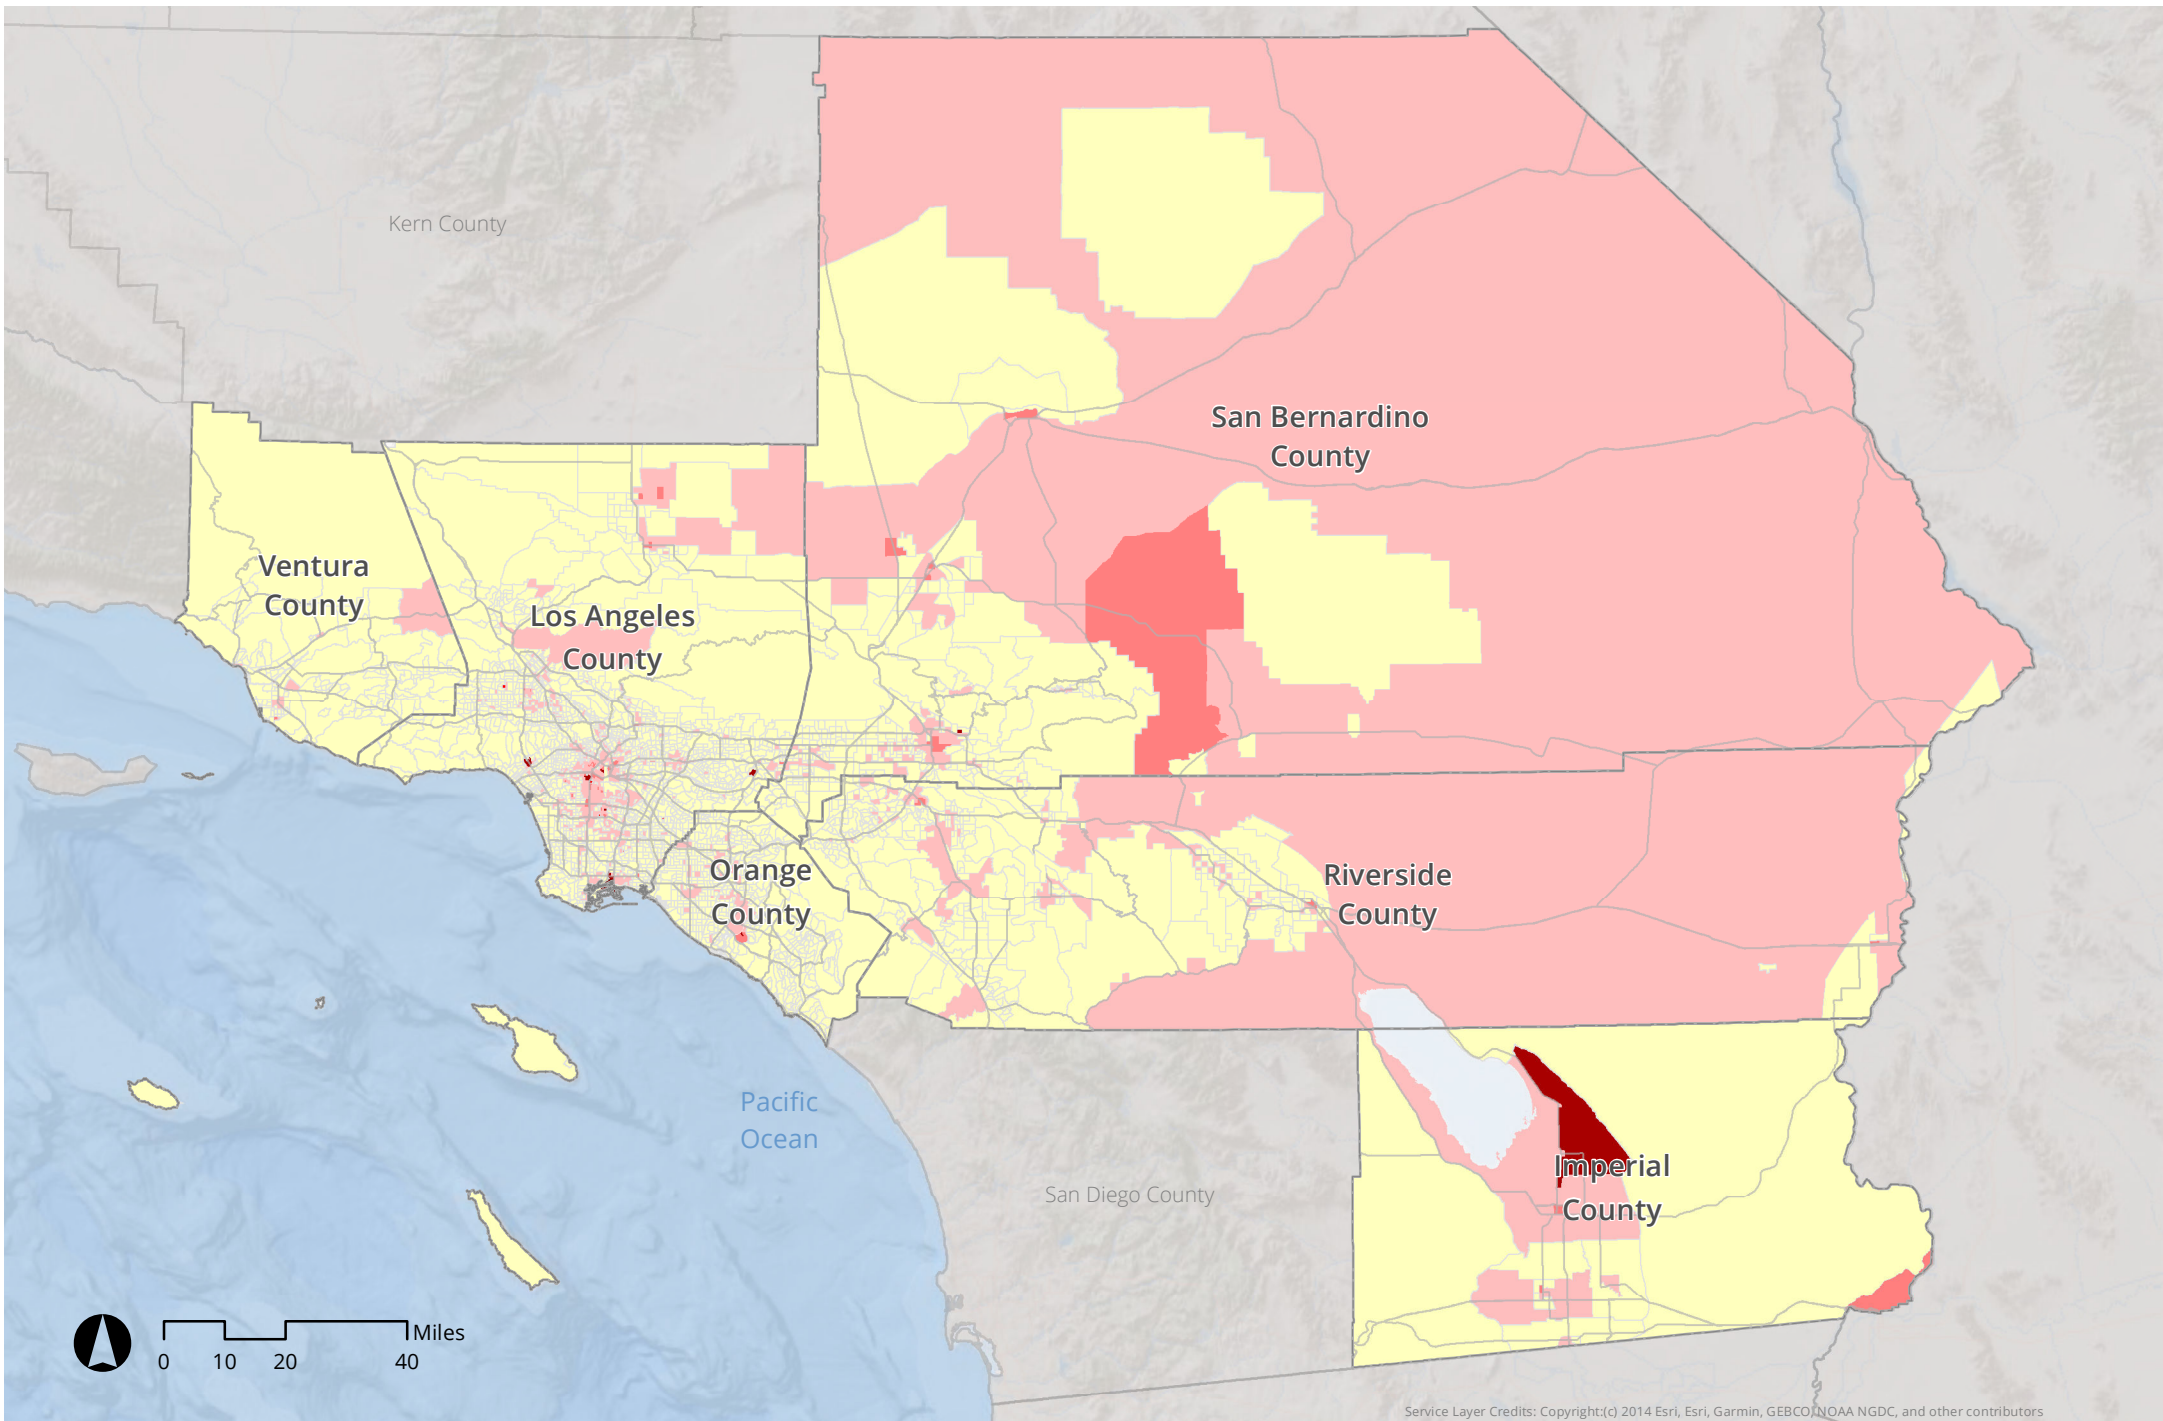 Kern County
San Bernardino
County
Ventura
County
Los Angeles
County
Orange
County
Riverside
County
Pacific
Ocean
San Diego County
Imperial
County
Miles
0 10 20 40
Service Layer Credits: Copyright:(c) 2014 Esri, Esri, Garmin, GEBCO, NOAA NGDC, and other contributors